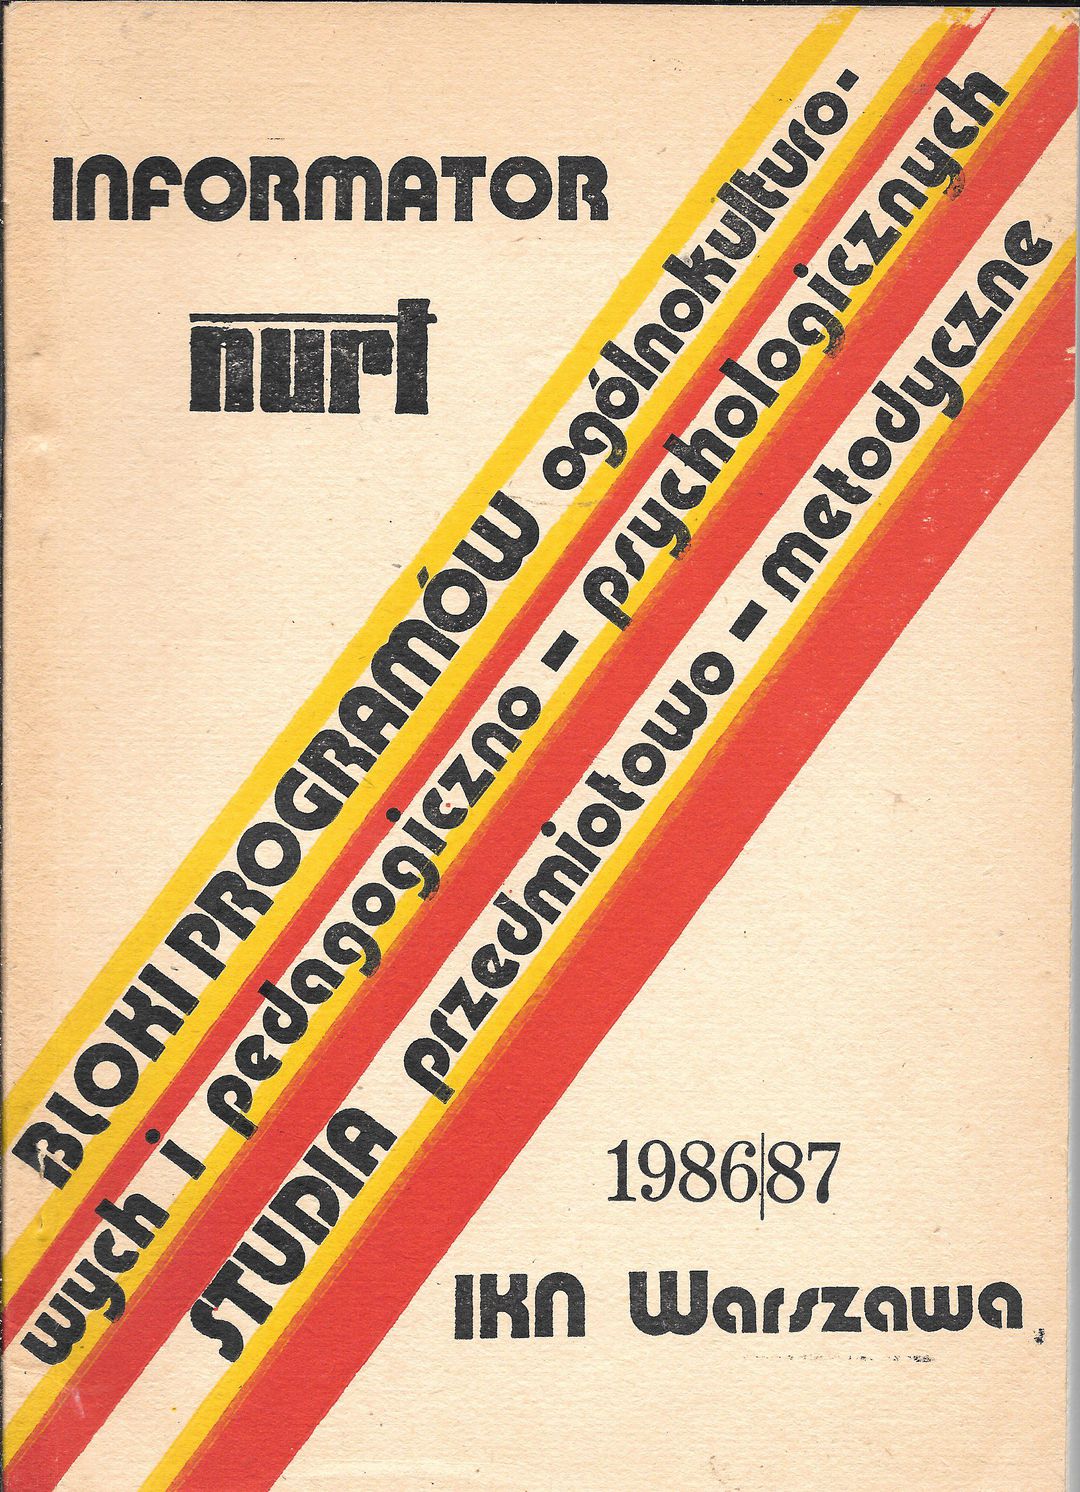 INFORMATOR
nurt
BLOKI PROGRAMÓW ogólnokulturo-
wych i pedagogiczno - psychologicznych
STUDIA przedmiotowo - metodyczne
1986|87
IKN Warszawa